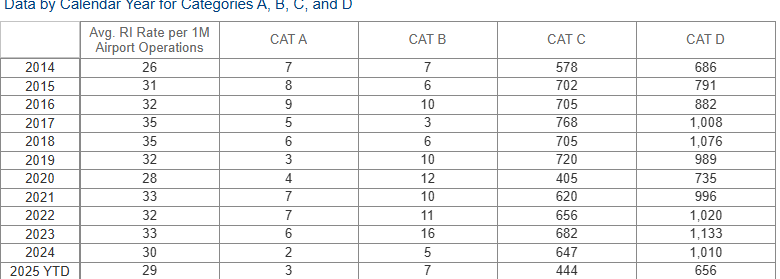 Data by Calendar Year for Categories A, B, C, and D
Avg. RI Rate per 1M Airport Operations CAT A CAT B CAT C CAT D
2014 26 7 7 578 686
2015 31 8 6 702 791
2016 32 9 10 705 882
2017 35 5 3 768 1,008
2018 35 6 6 705 1,076
2019 32 3 10 720 989
2020 28 4 12 405 735
2021 33 7 10 620 996
2022 32 7 11 656 1,020
2023 33 6 16 682 1,133
2024 30 2 5 647 1,010
2025 YTD 29 3 7 444 656